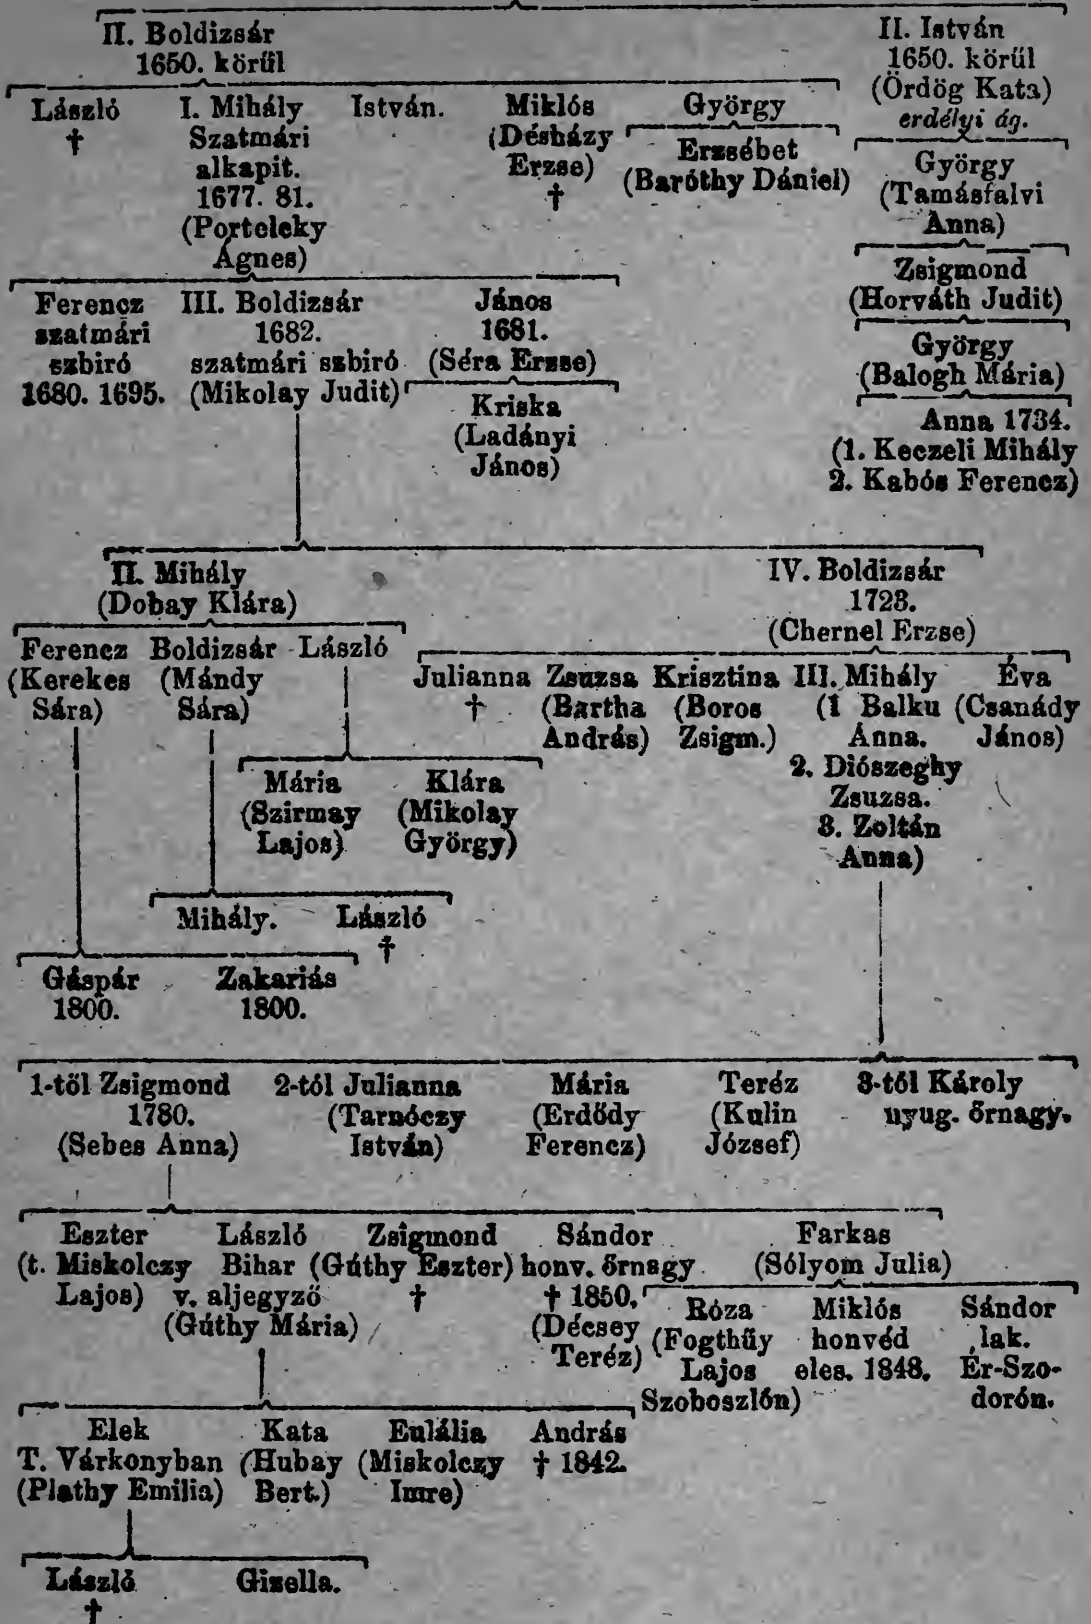 II. Boldizsár
1650. körűl
II. István
1650. körűl
(Ördög Kata)
erdélyi ág.
László
†
I. Mihály
Szatmári
alkapit.
1677. 81.
(Porteleky
Ágnes)
István.
Miklós
(Désházy
Erzse)
†
György
Erzsébet
(Baróthy Dániel)
György
(Tamásfalvi
Anna)
Zsigmond
(Horváth Judit)
György
(Balogh Mária)
Anna 1734.
(1. Keczeli Mihály
2. Kabós Ferencz)
Ferencz
szatmári
szbiró
1680. 1695.
III. Boldizsár
1682.
szatmári szbiró
(Mikolay Judit)
János
1681.
(Séra Erzse)
Kriska
(Ladányi
János)
II. Mihály
(Dobay Klára)
IV. Boldizsár
1723.
(Chernel Erzse)
Ferencz
(Kerekes
Sára)
Boldizsár
(Mándy
Sára)
László
Julianna
†
Zsuzsa
(Bartha
András)
Krisztina
(Boros
Zsigm.)
III. Mihály
(1 Balku
Anna.
2. Diószeghy
Zsuzsa.
3. Zoltán
Anna)
Éva
(Csanády
János)
Mária
(Szirmay
Lajos)
Klára
(Mikolay
György)
Mihály.
László
†
Gáspár
1800.
Zakariás
1800.
1-től Zsigmond
1780.
(Sebes Anna)
2-tól Julianna
(Tarnóczy
István)
Mária
(Erdődy
Ferencz)
Teréz
(Kulin
József)
3-tól Károly
nyug. őrnagy.
Eszter
(t. Miskolczy
Lajos)
László
Bihar
v. aljegyző
(Gúthy Mária)
Zsigmond
(Gúthy Eszter)
†
Sándor
honv. őrnagy
† 1850.
(Décsey
Teréz)
Farkas
(Sólyom Julia)
Róza
(Fogthűy
Lajos
Szoboszlón)
Miklós
honvéd
eles. 1848.
Sándor
lak.
Ér-Szo-
dorón.
Elek
T. Várkonyban
(Plathy Emilia)
Kata
(Hubay
Bert.)
Eulália
(Miskolczy
Imre)
András
† 1842.
László
†
Gizella.